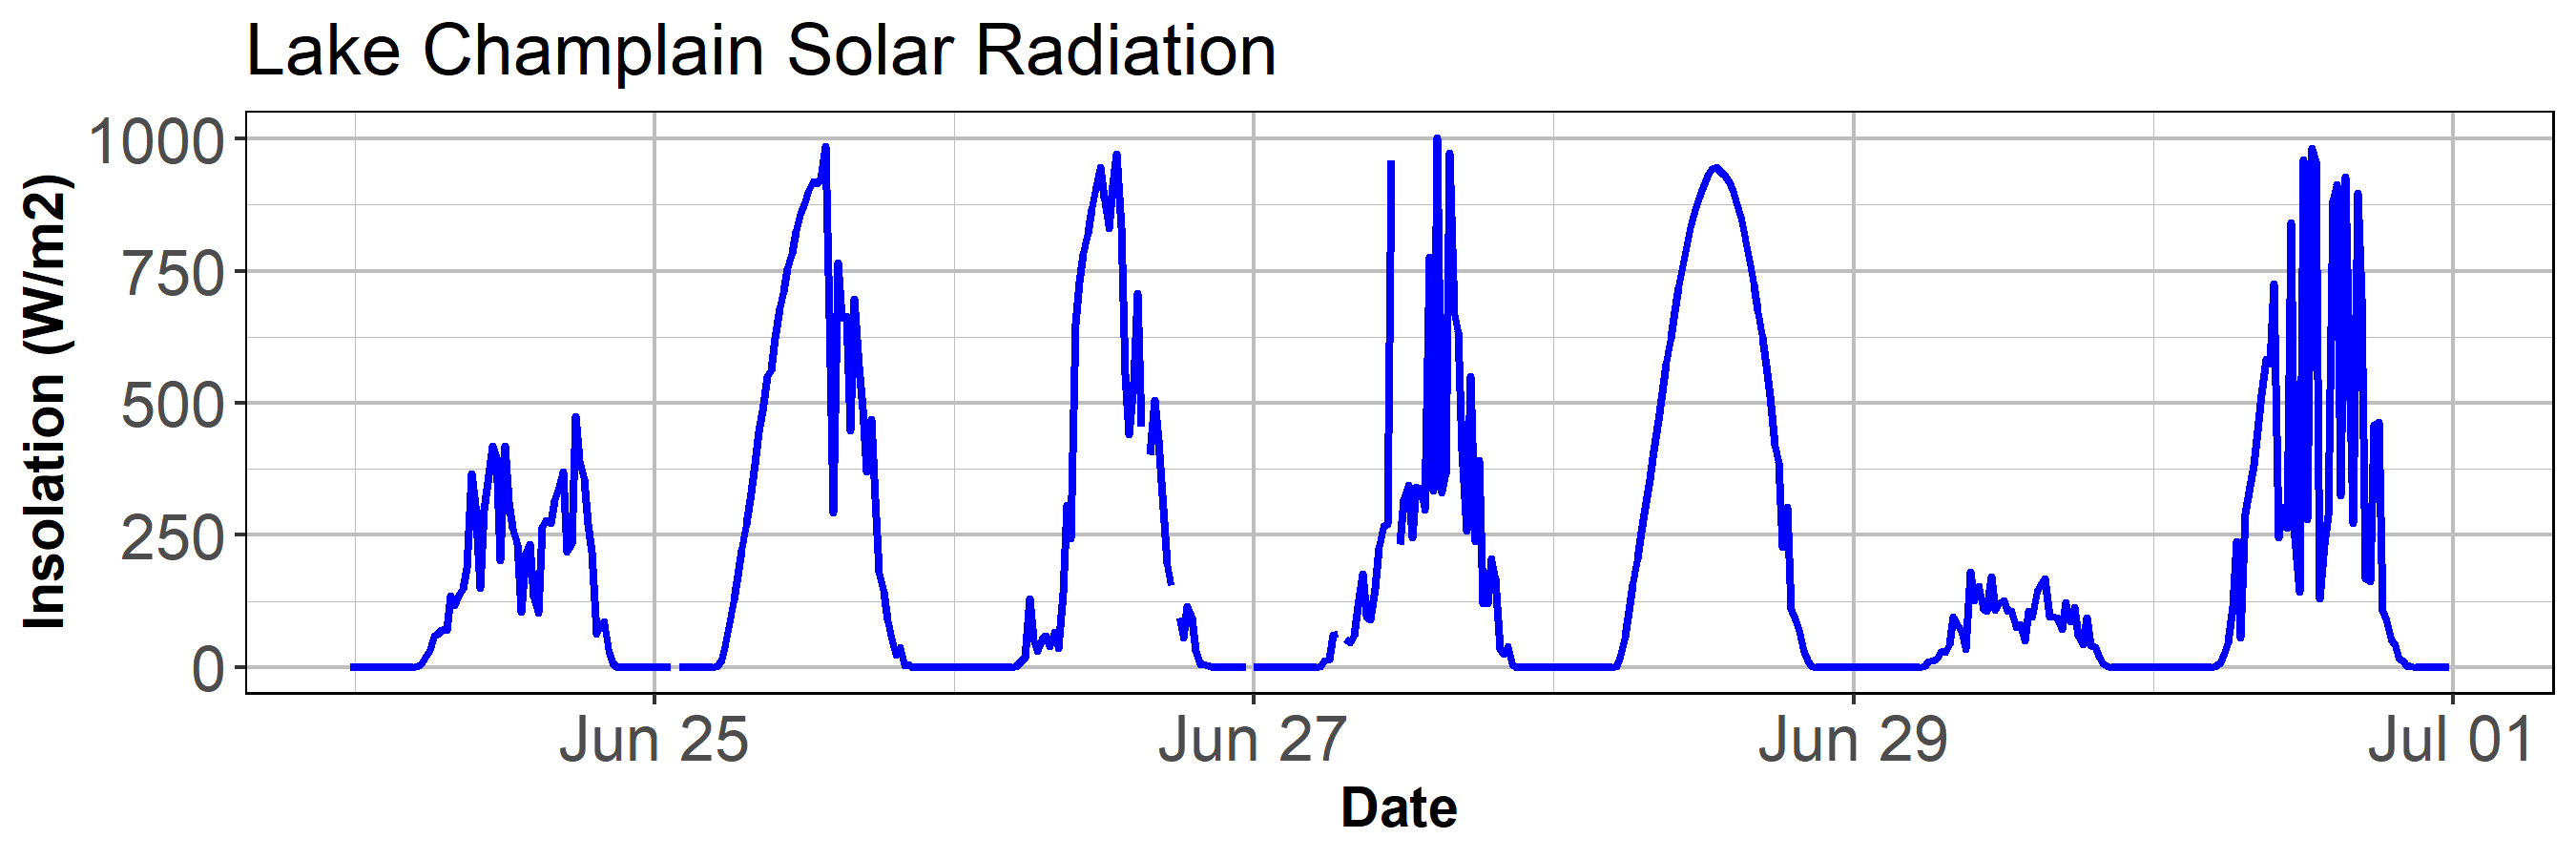 Lake Champlain Solar Radiation
Insolation (W/m2)
1000
750
500
250
0
Jun 25 Jun 27 Jun 29 Jul 01
Date